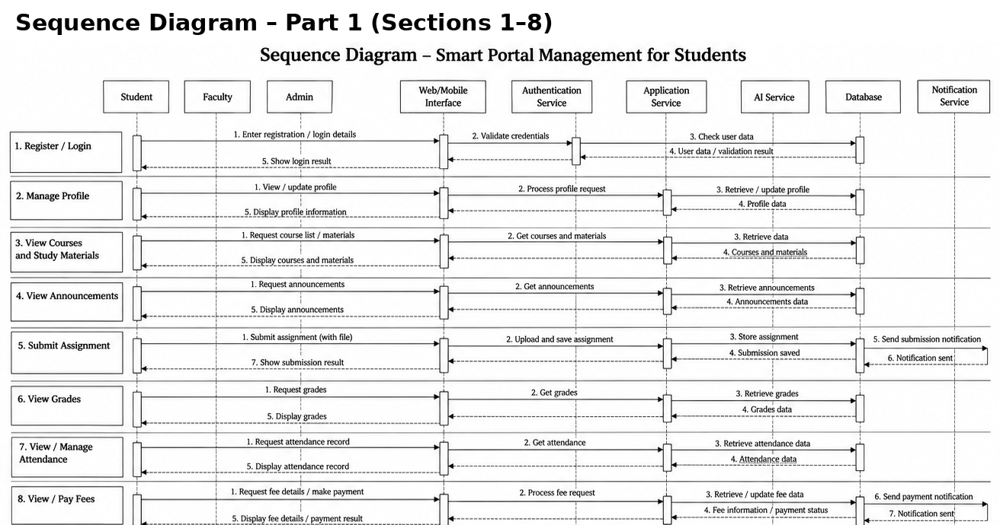 Sequence Diagram – Part 1 (Sections 1–8)
Sequence Diagram – Smart Portal Management for Students
Student
Faculty
Admin
Web/Mobile
Interface
Authentication
Service
Application
Service
AI Service
Database
Notification
Service
1. Register / Login
1. Enter registration / login details
2. Validate credentials
3. Check user data
4. User data / validation result
5. Show login result
2. Manage Profile
1. View / update profile
2. Process profile request
3. Retrieve / update profile
4. Profile data
5. Display profile information
3. View Courses
and Study Materials
1. Request course list / materials
2. Get courses and materials
3. Retrieve data
4. Courses and materials
5. Display courses and materials
4. View Announcements
1. Request announcements
2. Get announcements
3. Retrieve announcements
4. Announcements data
5. Display announcements
5. Submit Assignment
1. Submit assignment (with file)
2. Upload and save assignment
3. Store assignment
4. Submission saved
5. Send submission notification
6. Notification sent
7. Show submission result
6. View Grades
1. Request grades
2. Get grades
3. Retrieve grades
4. Grades data
5. Display grades
7. View / Manage
Attendance
1. Request attendance record
2. Get attendance
3. Retrieve attendance data
4. Attendance data
5. Display attendance record
8. View / Pay Fees
1. Request fee details / make payment
2. Process fee request
3. Retrieve / update fee data
4. Fee information / payment status
6. Send payment notification
7. Notification sent
5. Display fee details / payment result